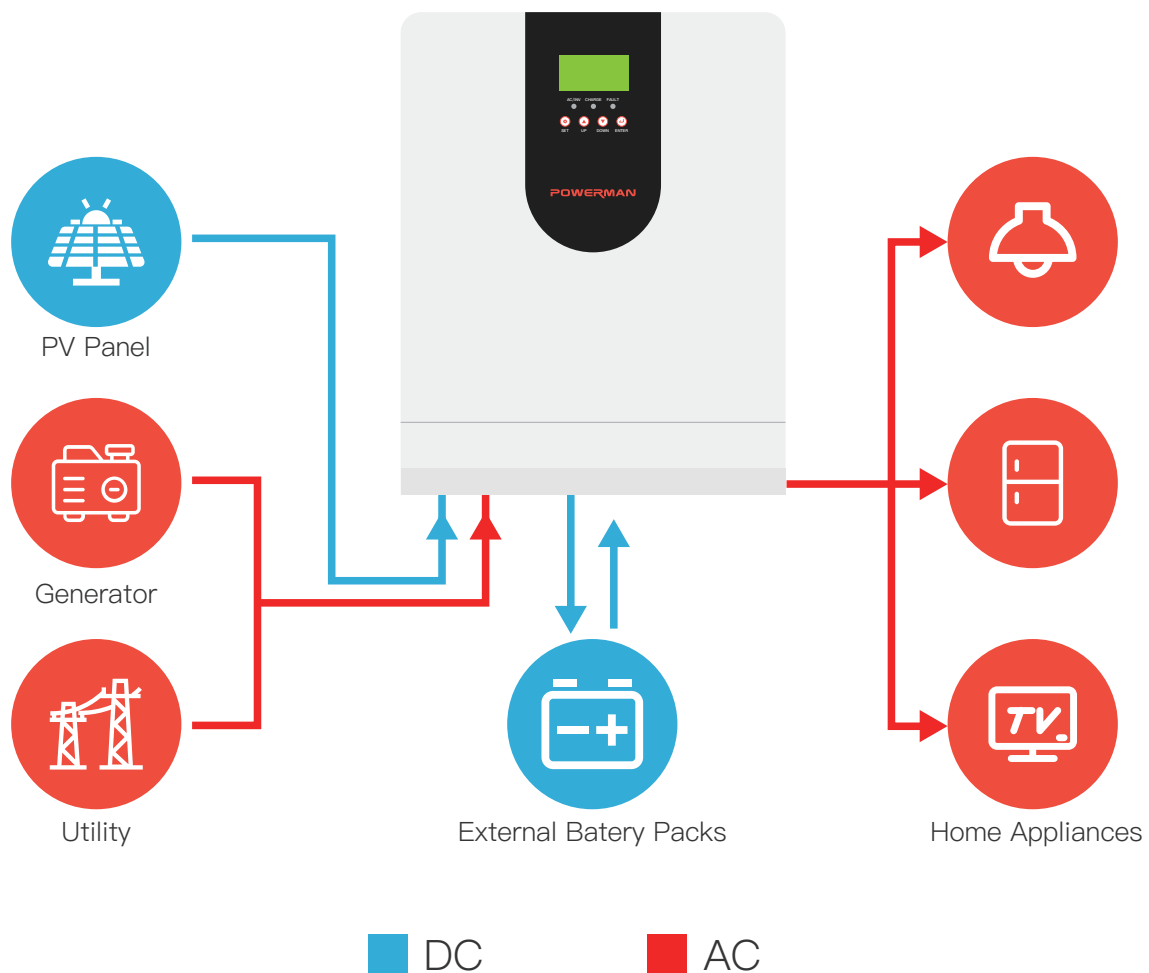 AC/INV CHARGE FAULT
SET UP DOWN ENTER
POWERMAN
PV Panel
Generator
Utility
External Batery Packs
TV
Home Appliances
DC
AC